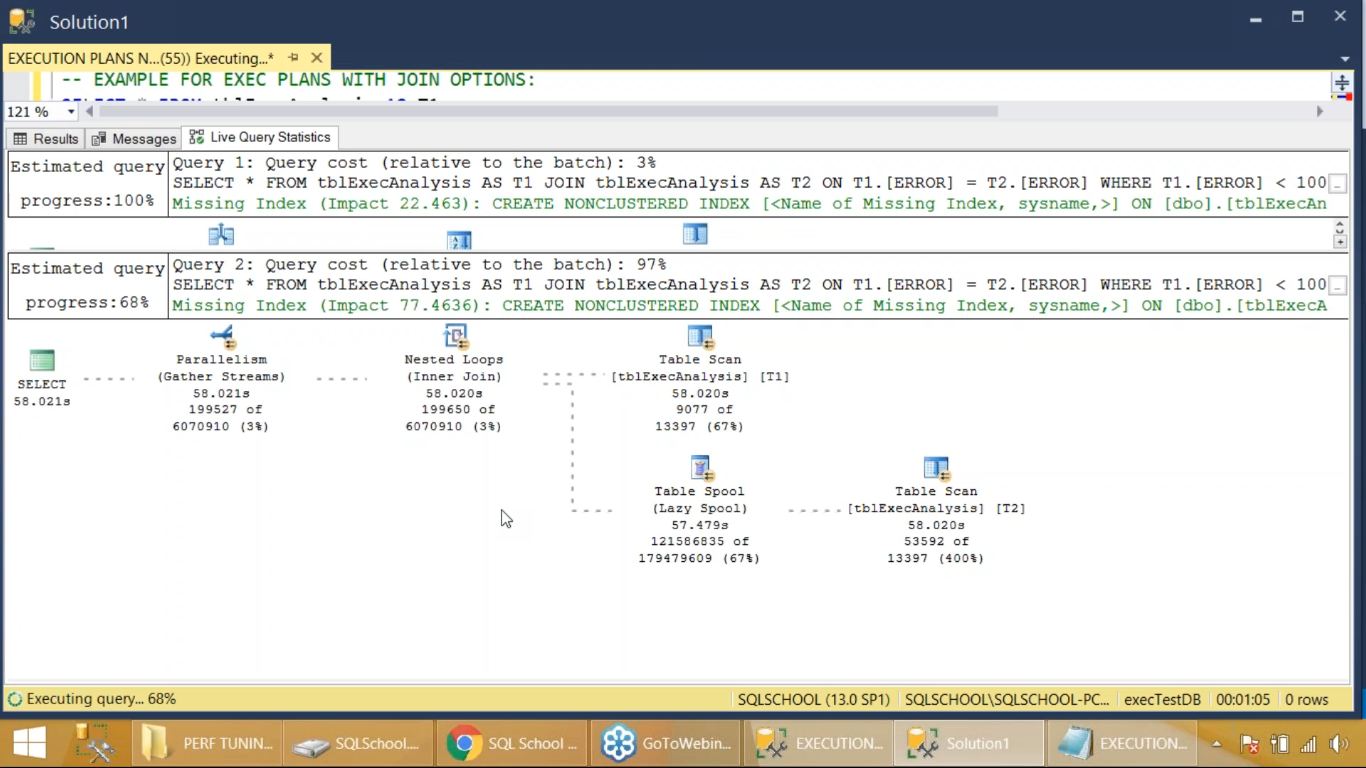 Solution1
EXECUTION PLANS N...(55)) Executing...*
-- EXAMPLE FOR EXEC PLANS WITH JOIN OPTIONS:
121 %
Results Messages Live Query Statistics
Estimated query progress:100%
Query 1: Query cost (relative to the batch): 3%
SELECT * FROM tblExecAnalysis AS T1 JOIN tblExecAnalysis AS T2 ON T1.[ERROR] = T2.[ERROR] WHERE T1.[ERROR] < 100
Missing Index (Impact 22.463): CREATE NONCLUSTERED INDEX [<Name of Missing Index, sysname,>] ON [dbo].[tblExecAn
Estimated query progress:68%
Query 2: Query cost (relative to the batch): 97%
SELECT * FROM tblExecAnalysis AS T1 JOIN tblExecAnalysis AS T2 ON T1.[ERROR] = T2.[ERROR] WHERE T1.[ERROR] < 100
Missing Index (Impact 77.4636): CREATE NONCLUSTERED INDEX [<Name of Missing Index, sysname,>] ON [dbo].[tblExecA
SELECT
58.021s
Parallelism
(Gather Streams)
58.021s
199527 of
6070910 (3%)
Nested Loops
(Inner Join)
58.020s
199650 of
6070910 (3%)
Table Scan
[tblExecAnalysis] [T1]
58.020s
9077 of
13397 (67%)
Table Spool
(Lazy Spool)
57.479s
121586835 of
179479609 (67%)
Table Scan
[tblExecAnalysis] [T2]
58.020s
53592 of
13397 (400%)
Executing query... 68%
SQLSCHOOL (13.0 SP1) SQLSCHOOL\SQLSCHOOL-PC... execTestDB 00:01:05 0 rows
PERF TUNIN... SQLSchool.... SQL School ... GoToWebin... EXECUTION... Solution1 EXECUTION...